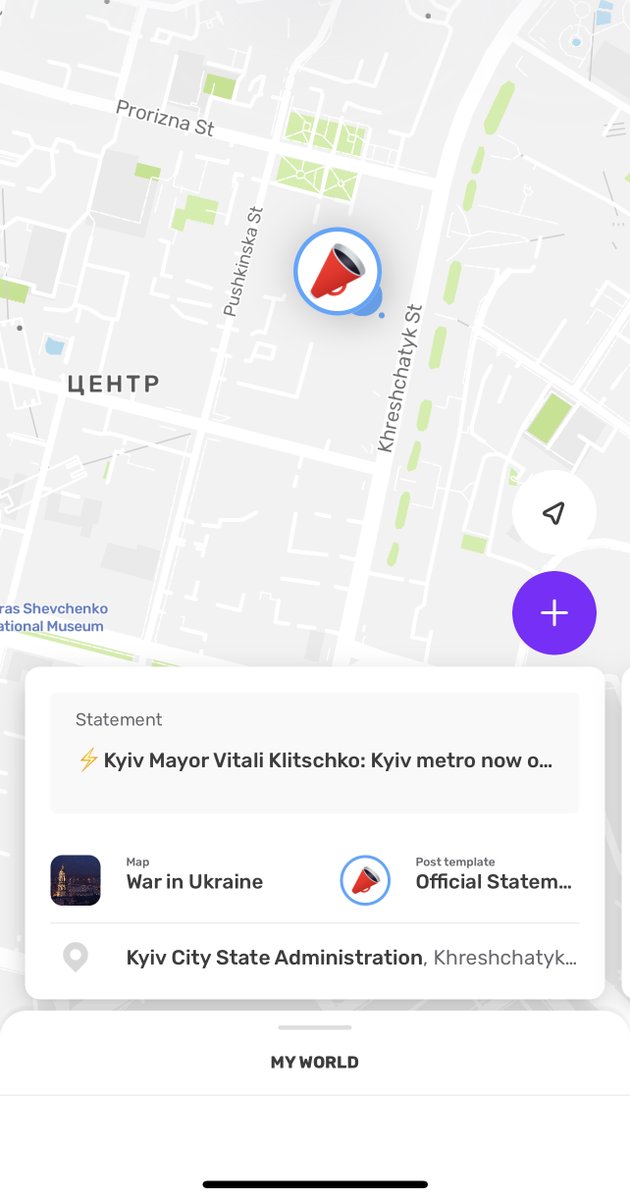 Prorizna St
Pushkinska St
Khreshchatyk St
ЦЕНТР
ras Shevchenko
ational Museum
Statement
⚡Kyiv Mayor Vitali Klitschko: Kyiv metro now o...
Map
War in Ukraine
Post template
Official Statem...
Kyiv City State Administration, Khreshchatyk...
MY WORLD